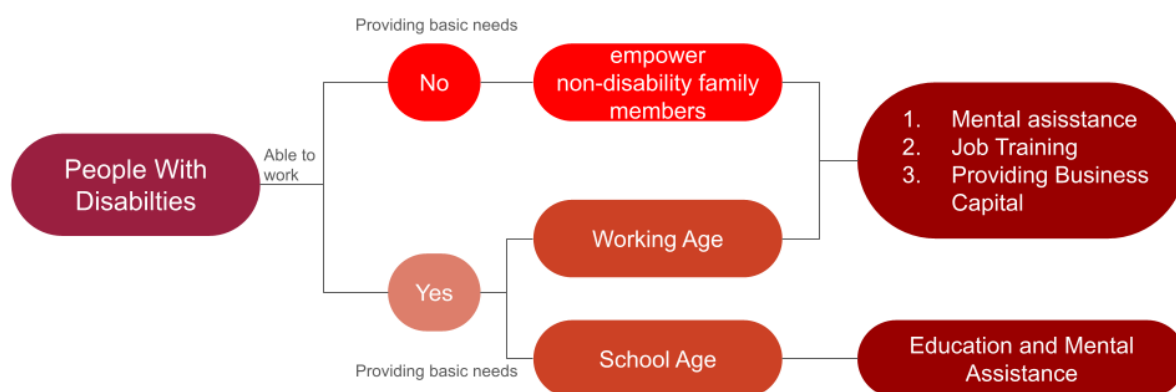 Providing basic needs
No
empower
non-disability family
members
1. Mental asisstance
2. Job Training
3. Providing Business
Capital
People With
Disabilties
Able to
work
Working Age
Yes
School Age
Education and Mental
Assistance
Providing basic needs